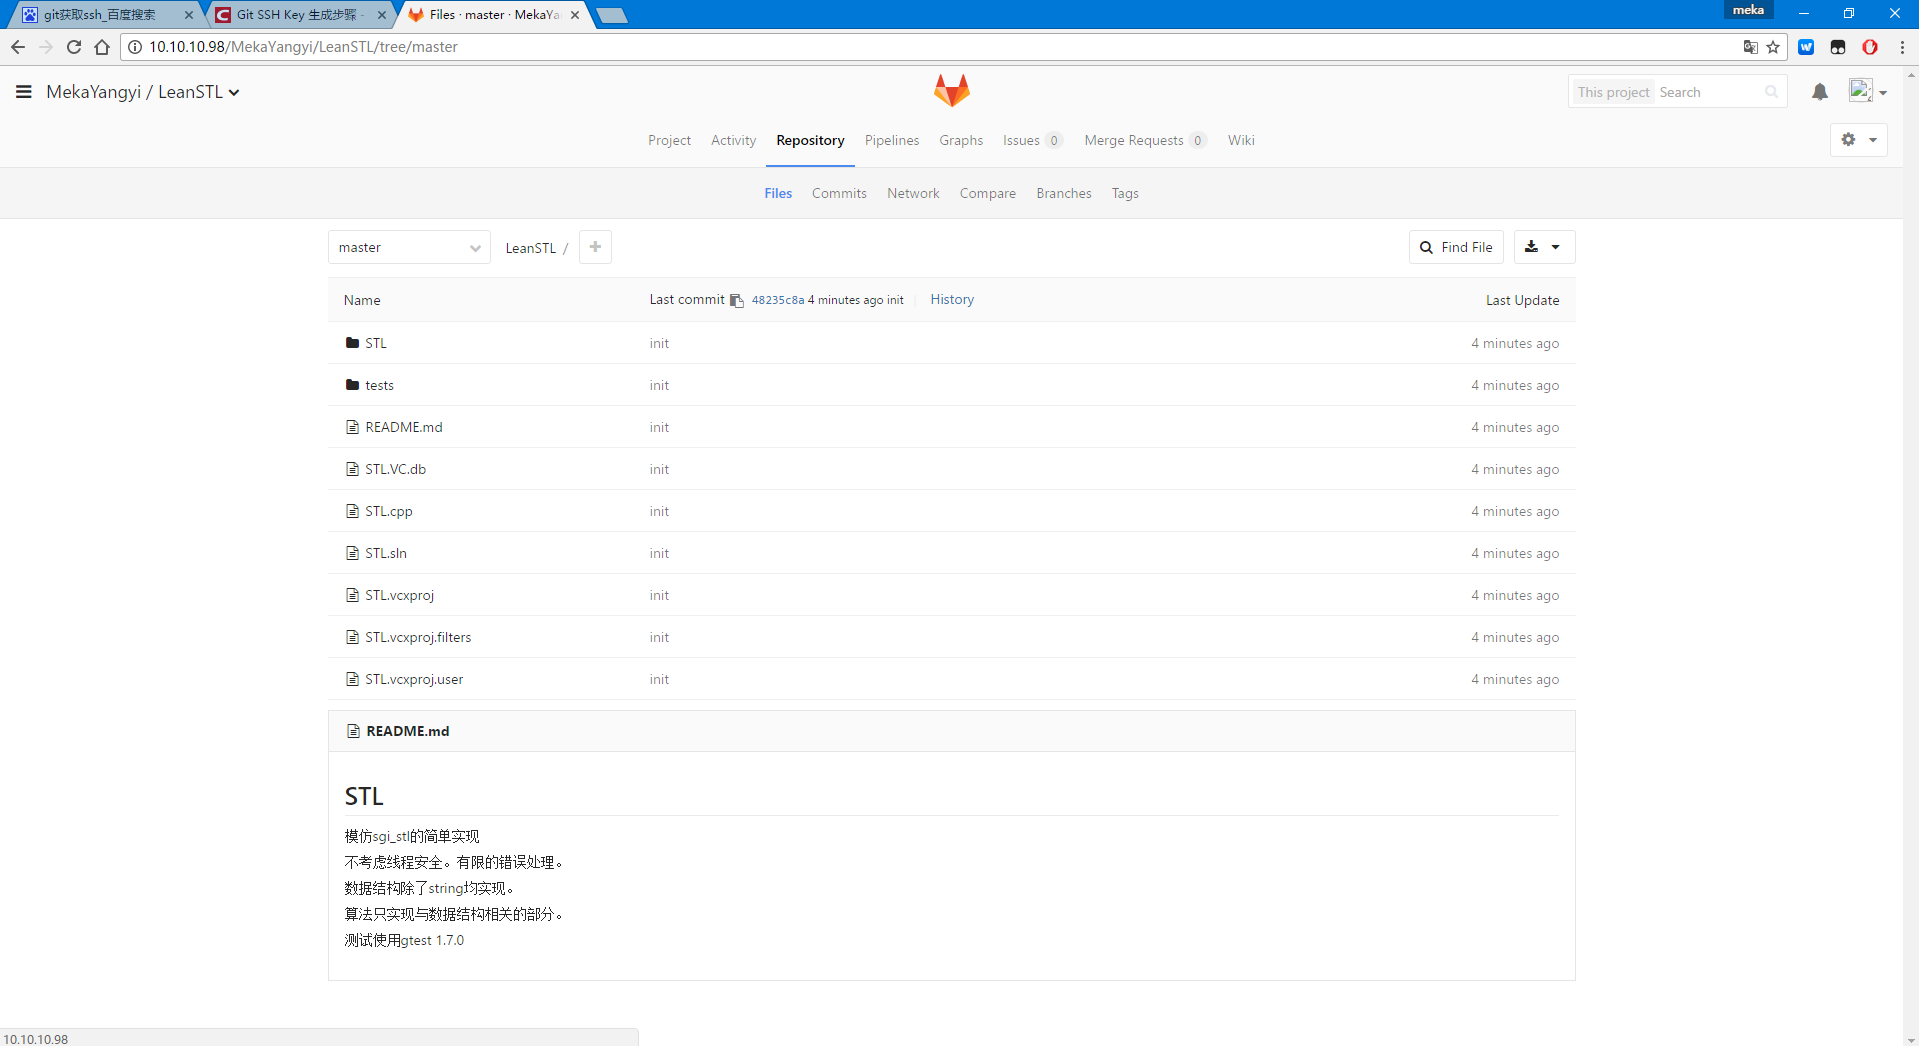 git获取ssh_百度搜索
Git SSH Key 生成步骤 -
Files · master · MekaYa
meka
10.10.10.98/MekaYangyi/LeanSTL/tree/master
MekaYangyi / LeanSTL
This project Search
Project Activity Repository Pipelines Graphs Issues 0 Merge Requests 0 Wiki
Files Commits Network Compare Branches Tags
master LeanSTL / + Find File
Name Last commit 48235c8a 4 minutes ago init History Last Update
STL init 4 minutes ago
tests init 4 minutes ago
README.md init 4 minutes ago
STL.VC.db init 4 minutes ago
STL.cpp init 4 minutes ago
STL.sln init 4 minutes ago
STL.vcxproj init 4 minutes ago
STL.vcxproj.filters init 4 minutes ago
STL.vcxproj.user init 4 minutes ago
README.md
STL
模仿sgi_stl的简单实现
不考虑线程安全。有限的错误处理。
数据结构除了string均实现。
算法只实现与数据结构相关的部分。
测试使用gtest 1.7.0
10.10.10.98